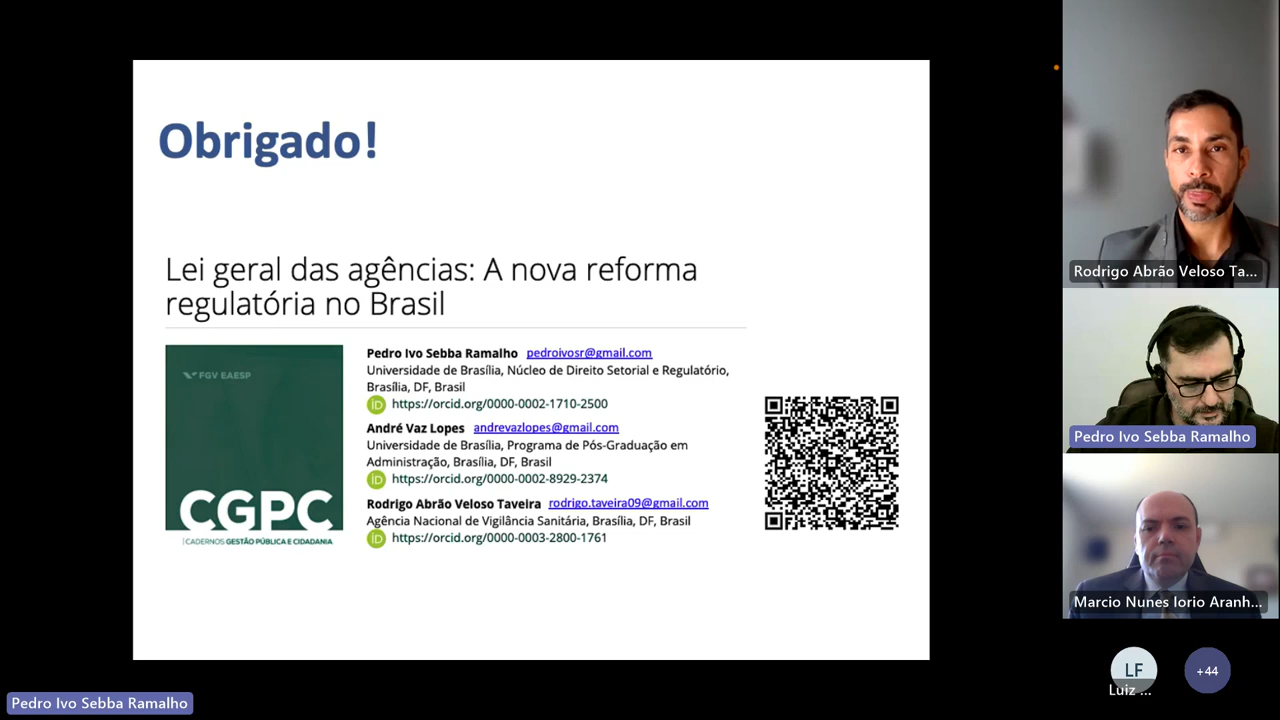 Obrigado!
Lei geral das agências: A nova reforma
regulatória no Brasil
FGV EAESP
CGPC
CADERNOS GESTÃO PÚBLICA E CIDADANIA
Pedro Ivo Sebba Ramalho pedroivosr@gmail.com
Universidade de Brasília, Núcleo de Direito Setorial e Regulatório,
Brasília, DF, Brasil
iD https://orcid.org/0000-0002-1710-2500
André Vaz Lopes andrevazlopes@gmail.com
Universidade de Brasília, Programa de Pós-Graduação em
Administração, Brasília, DF, Brasil
iD https://orcid.org/0000-0002-8929-2374
Rodrigo Abrão Veloso Taveira rodrigo.taveira09@gmail.com
Agência Nacional de Vigilância Sanitária, Brasília, DF, Brasil
iD https://orcid.org/0000-0003-2800-1761
Rodrigo Abrão Veloso Ta...
Pedro Ivo Sebba Ramalho
Marcio Nunes Iorio Aranh...
LF
Luiz ...
+44
Pedro Ivo Sebba Ramalho